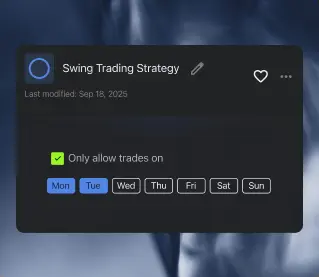 Swing Trading Strategy
Last modified: Sep 18, 2025
Only allow trades on
Mon Tue Wed Thu Fri Sat Sun